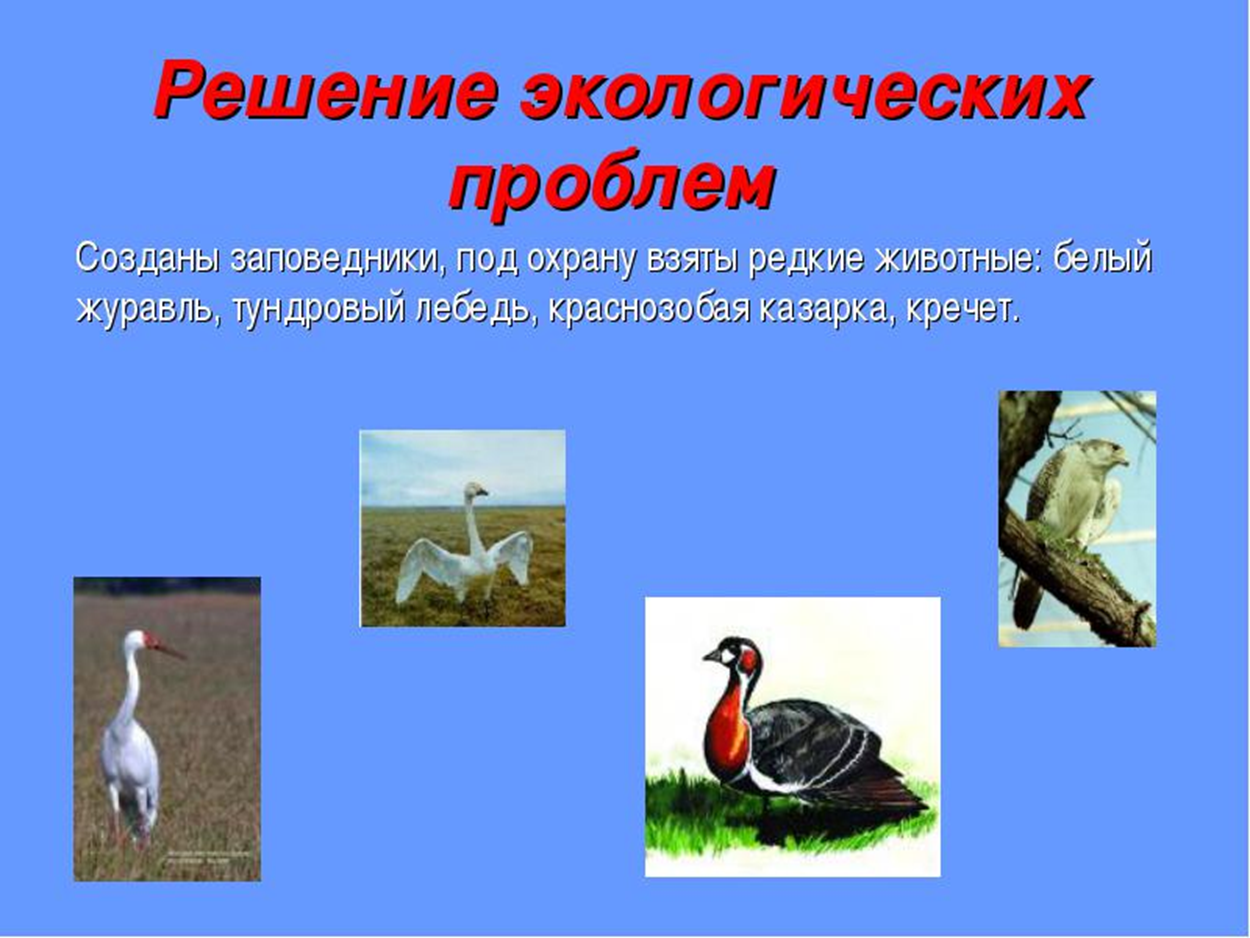 Решение экологических
проблем
Созданы заповедники, под охрану взяты редкие животные: белый
журавль, тундровый лебедь, краснозобая казарка, кречет.